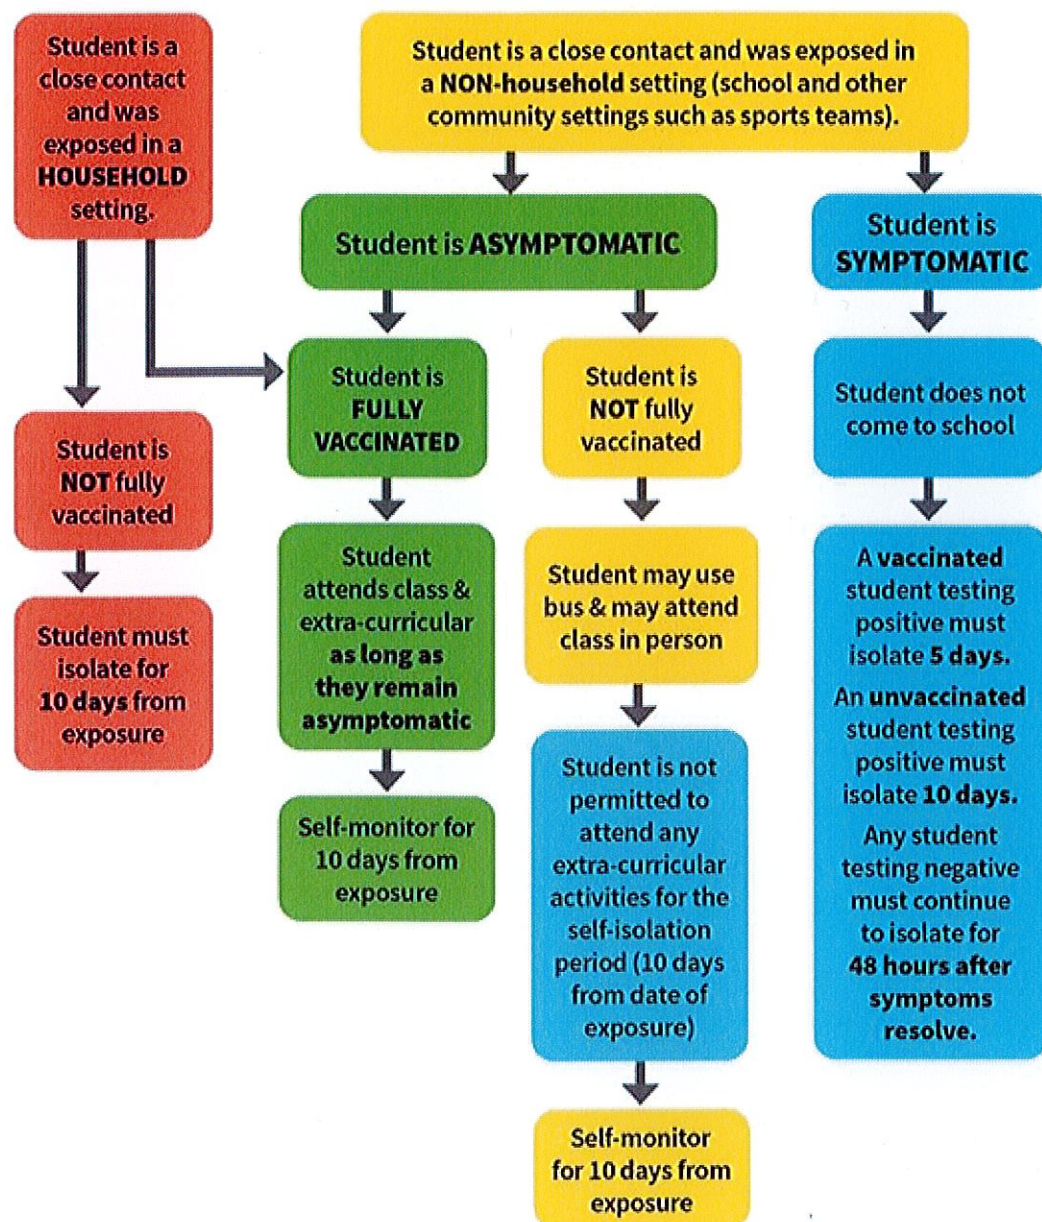 Student is a
close contact
and was
exposed in a
HOUSEHOLD
setting.
Student is
NOT fully
vaccinated
Student must
isolate for
10 days from
exposure
Student is a close contact and was exposed in
a NON-household setting (school and other
community settings such as sports teams).
Student is ASYMPTOMATIC
Student is
FULLY
VACCINATED
Student
attends class &
extra-curricular
as long as
they remain
asymptomatic
Self-monitor for
10 days from
exposure
Student is
NOT fully
vaccinated
Student may use
bus & may attend
class in person
Student is not
permitted to
attend any
extra-curricular
activities for the
self-isolation
period (10 days
from date of
exposure)
Self-monitor
for 10 days from
exposure
Student is
SYMPTOMATIC
Student does not
come to school
A vaccinated
student testing
positive must
isolate 5 days.
An unvaccinated
student testing
positive must
isolate 10 days.
Any student
testing negative
must continue
to isolate for
48 hours after
symptoms
resolve.